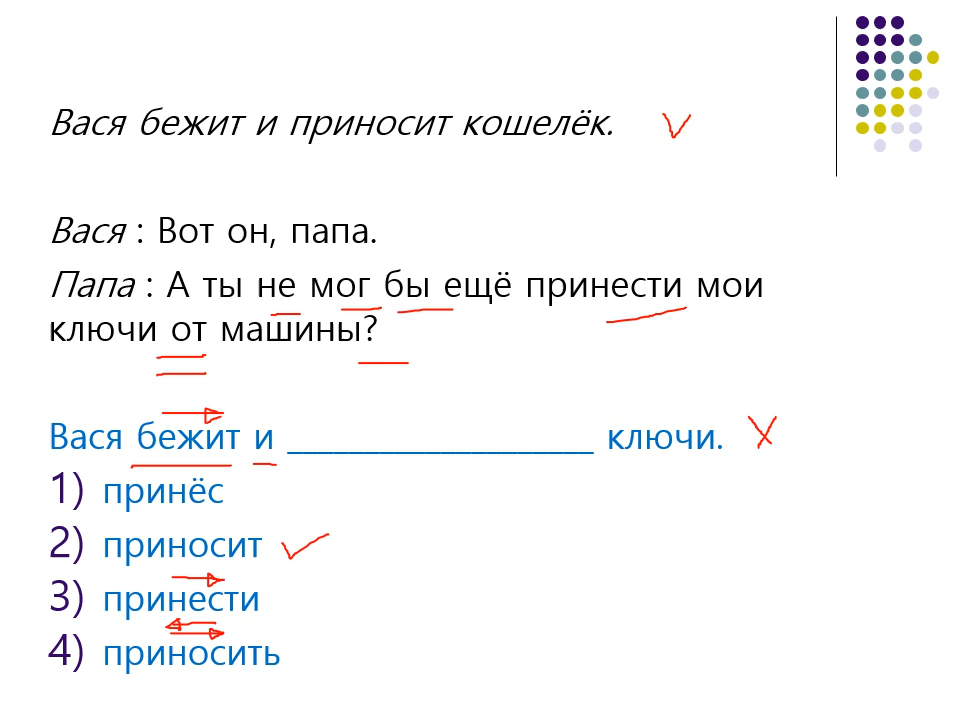 Вася бежит и приносит кошелёк.
Вася : Вот он, папа.
Папа : А ты не мог бы ещё принести мои
ключи от машины?
Вася бежит и ____________________ ключи.
1) принёс
2) приносит
3) принести
4) приносить